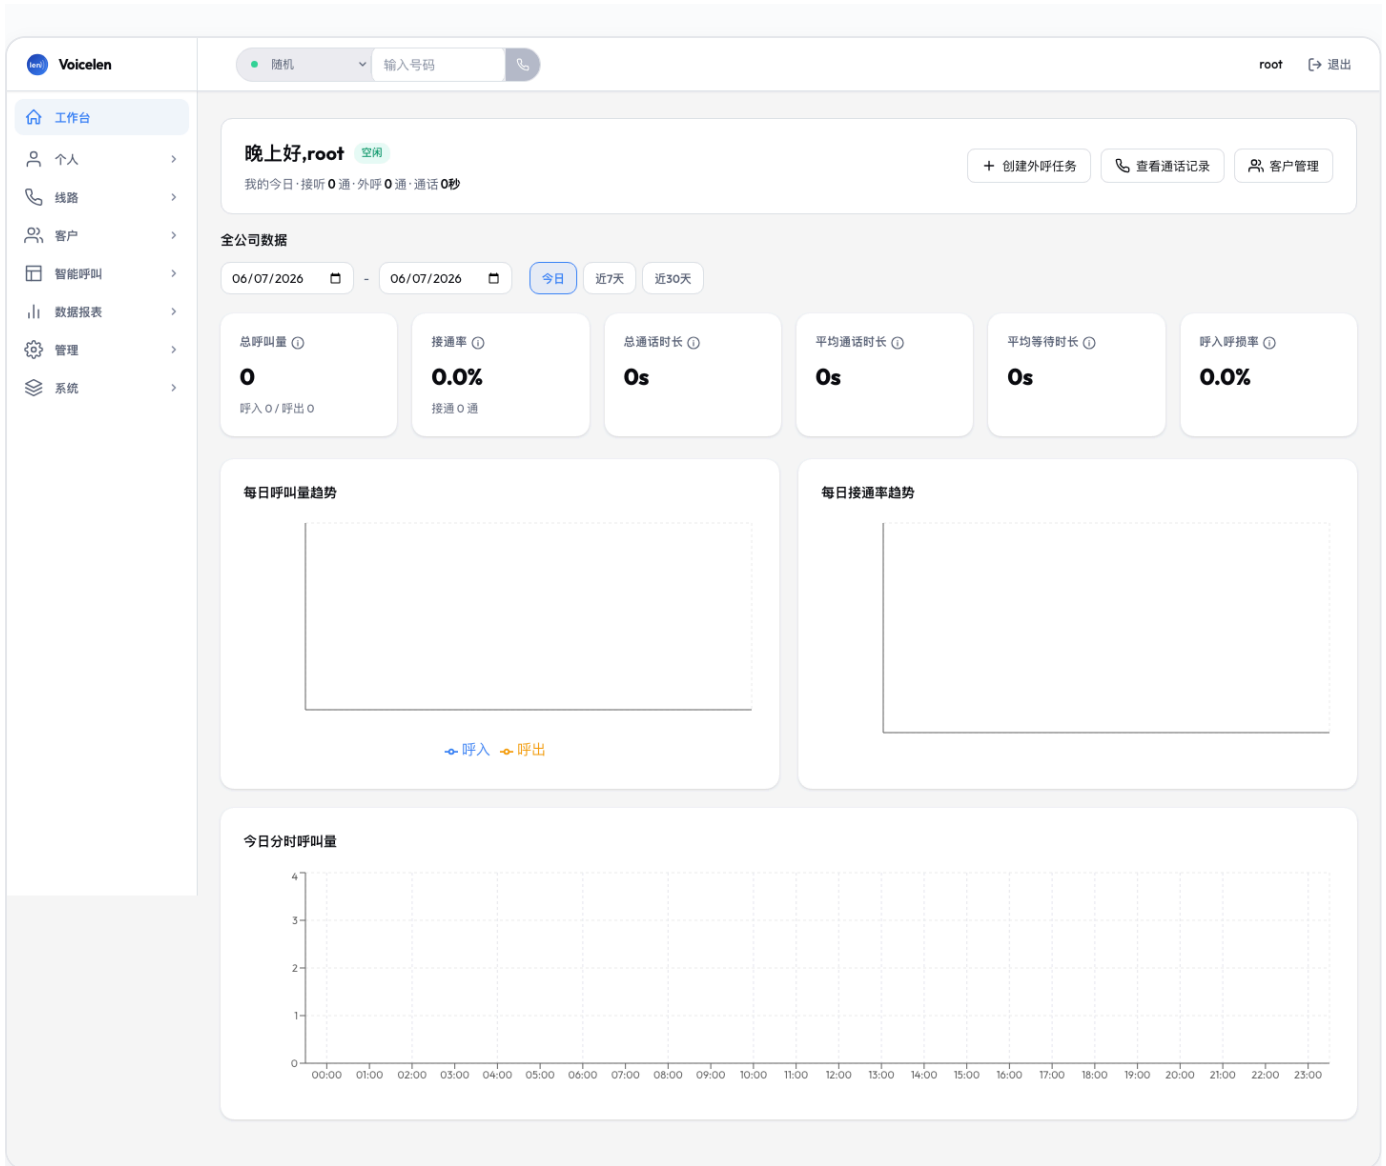 leni
Voicelen
随机
输入号码
root
退出
工作台
个人
线路
客户
智能呼叫
数据报表
管理
系统
晚上好,root 空闲
我的今日·接听 0 通·外呼 0 通·通话 0秒
创建外呼任务
查看通话记录
客户管理
全公司数据
06/07/2026 - 06/07/2026 今日 近7天 近30天
总呼叫量
0
呼入 0 / 呼出 0
接通率
0.0%
接通 0 通
总通话时长
0s
平均通话时长
0s
平均等待时长
0s
呼入呼损率
0.0%
每日呼叫量趋势
呼入 呼出
每日接通率趋势
今日分时呼叫量
4
3
2
1
0
00:00 01:00 02:00 03:00 04:00 05:00 06:00 07:00 08:00 09:00 10:00 11:00 12:00 13:00 14:00 15:00 16:00 17:00 18:00 19:00 20:00 21:00 22:00 23:00